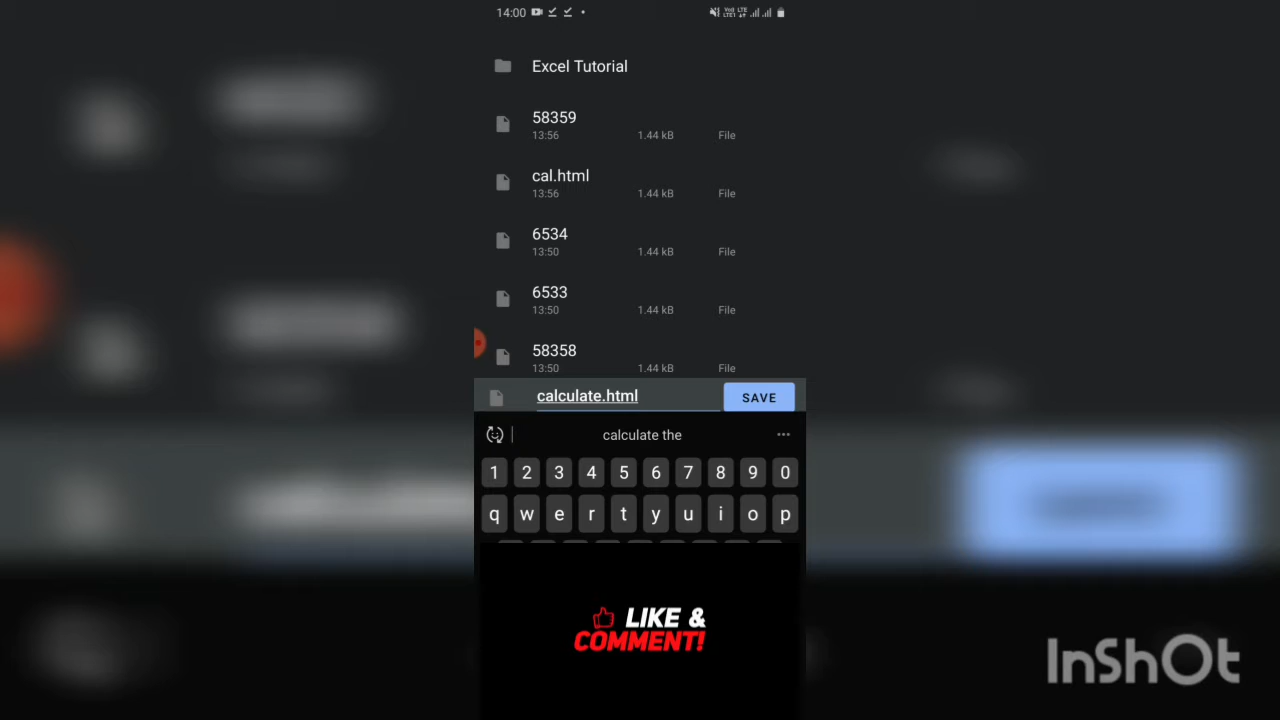 14:00
Excel Tutorial
58359
13:56 1.44 kB File
cal.html
13:56 1.44 kB File
6534
13:50 1.44 kB File
6533
13:50 1.44 kB File
58358
13:50 1.44 kB File
calculate.html SAVE
calculate the
1 2 3 4 5 6 7 8 9 0
q w e r t y u i o p
LIKE &
COMMENT!
InShOt